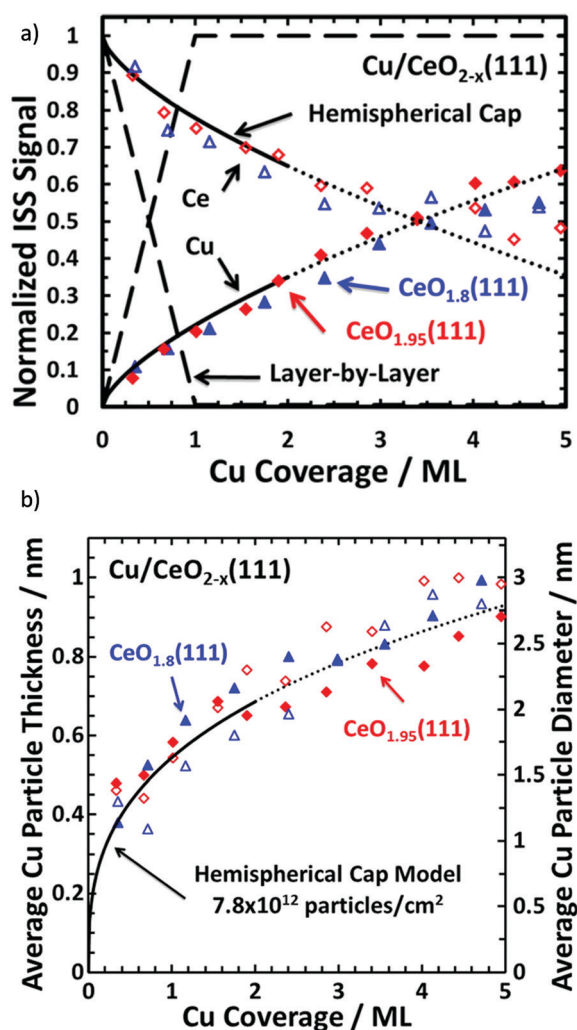 a)
Normalized ISS Signal
1
0.9
0.8
0.7
0.6
0.5
0.4
0.3
0.2
0.1
0
Cu/CeO2-x(111)
Hemispherical Cap
Ce
Cu
CeO1.8(111)
CeO1.95(111)
Layer-by-Layer
0 1 2 3 4 5
Cu Coverage / ML
b)
Average Cu Particle Thickness / nm
1
0.8
0.6
0.4
0.2
0
Cu/CeO2-x(111)
CeO1.8(111)
CeO1.95(111)
Hemispherical Cap Model
7.8x10¹² particles/cm²
3
2.5
2
1.5
1
0.5
0
Average Cu Particle Diameter / nm
0 1 2 3 4 5
Cu Coverage / ML